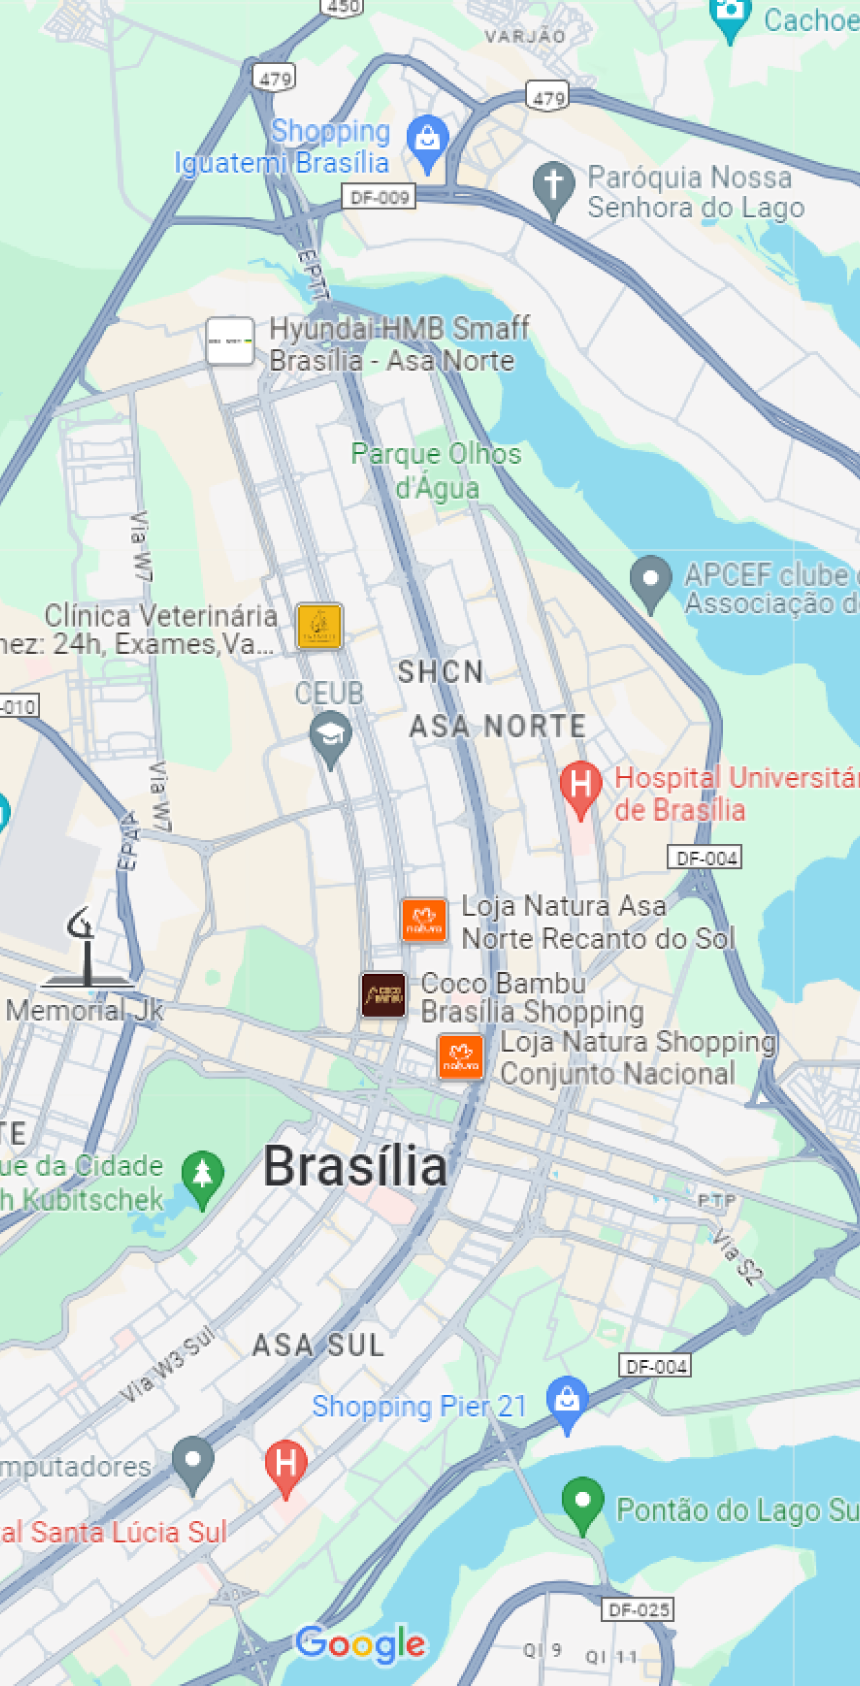 450
VARJÃO
Cachoe
479
479
Shopping
Iguatemi Brasília
DF-009
Paróquia Nossa
Senhora do Lago
EPTT
Hyundai HMB Smaff
Brasília - Asa Norte
Parque Olhos
d'Água
Via W7
APCEF clube
Associação d
Clínica Veterinária
nez: 24h, Exames,Va...
SHCN
CEUB
-010
ASA NORTE
Via W7
Hospital Universitár
de Brasília
EPAA
DF-004
Loja Natura Asa
Norte Recanto do Sol
natura
Coco Bambu
Brasília Shopping
COCO
BAMBU
Memorial Jk
Loja Natura Shopping
Conjunto Nacional
natura
TE
Brasília
ue da Cidade
h Kubitschek
PTP
Via S2
ASA SUL
Via W3 Sul
DF-004
Shopping Pier 21
mputadores
H
Pontão do Lago Su
al Santa Lúcia Sul
DF-025
Google
QI 9
QI 11